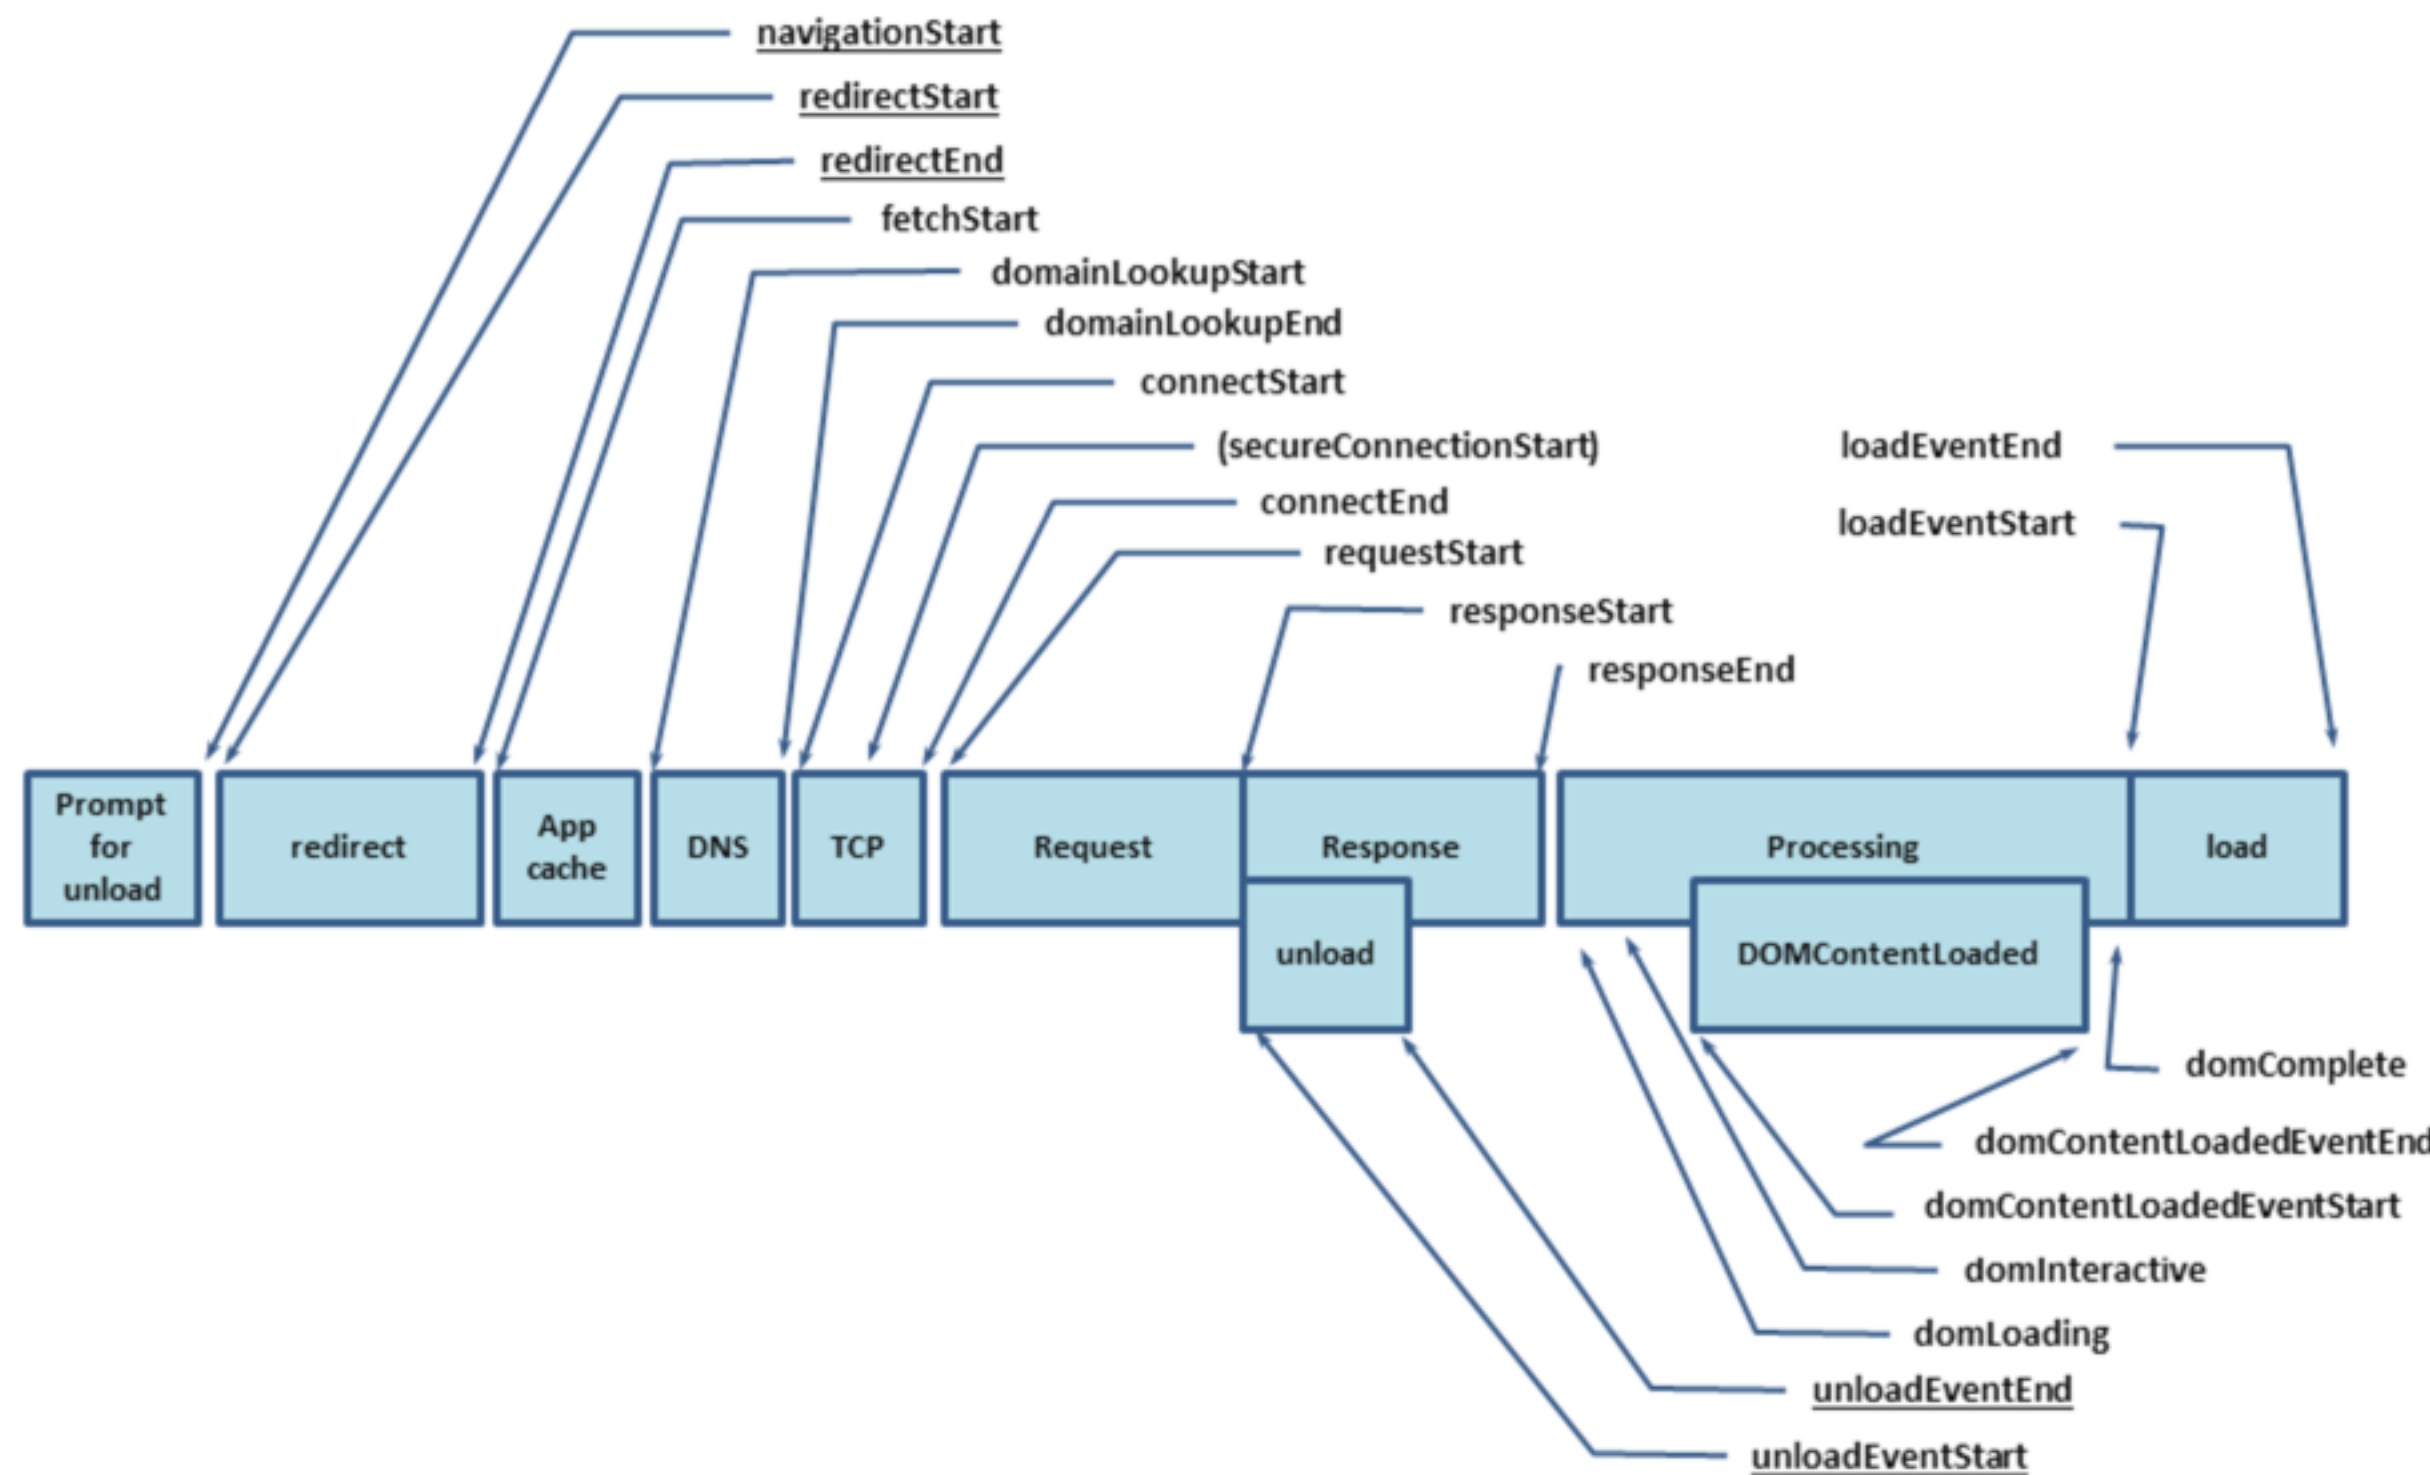 navigationStart
redirectStart
redirectEnd
fetchStart
domainLookupStart
domainLookupEnd
connectStart
(secureConnectionStart)
loadEventEnd
connectEnd
loadEventStart
requestStart
responseStart
responseEnd
Prompt
for
unload
redirect
App
cache
DNS
TCP
Request
Response
Processing
load
unload
DOMContentLoaded
domComplete
domContentLoadedEventEnd
domContentLoadedEventStart
domInteractive
domLoading
unloadEventEnd
unloadEventStart